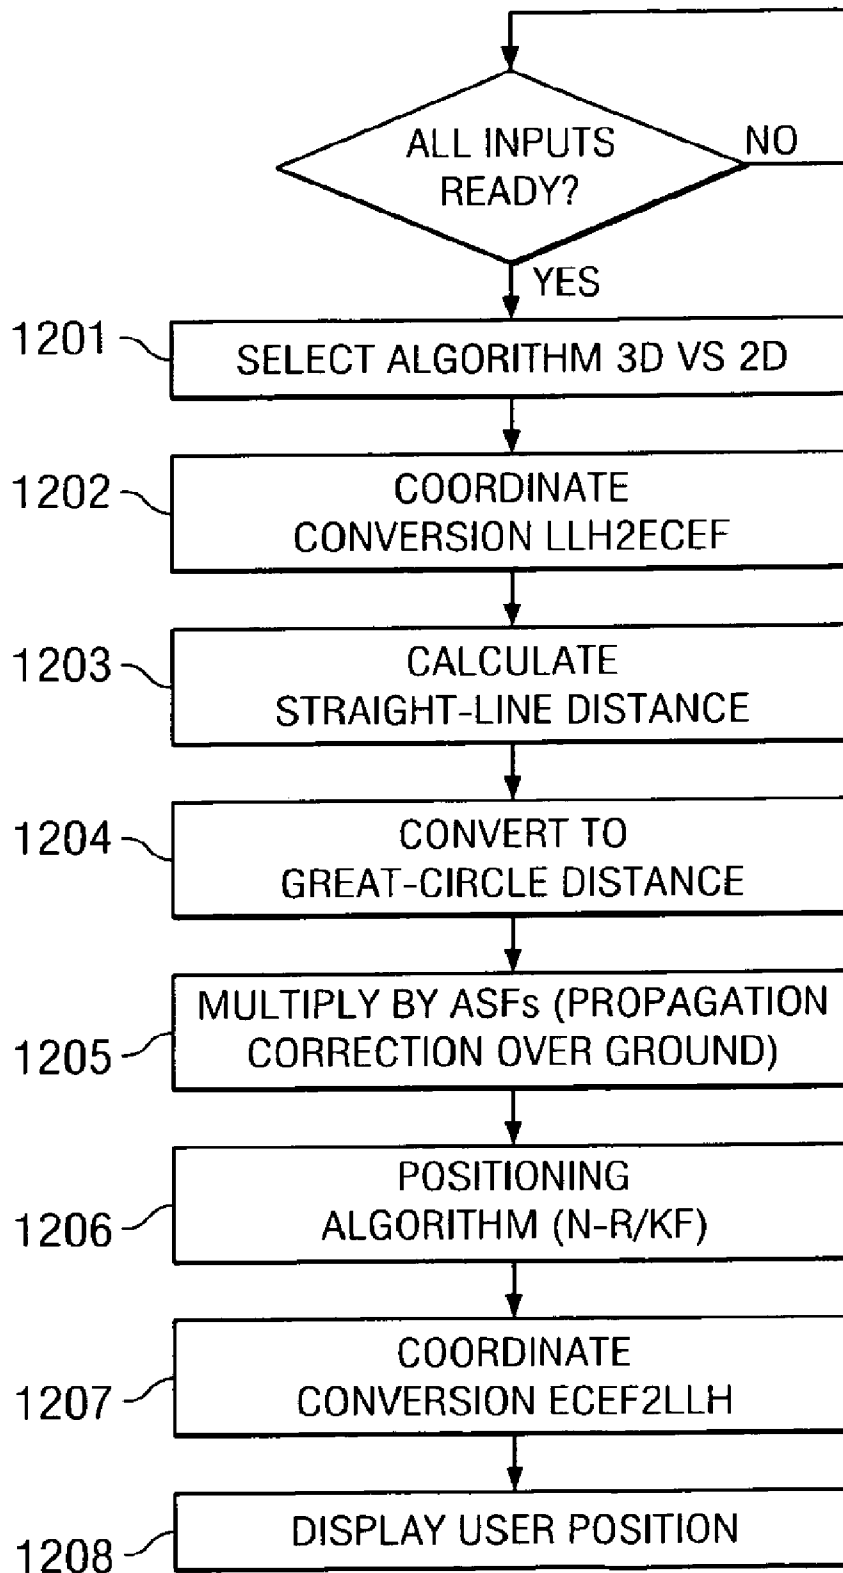 ALL INPUTS
READY?
NO
YES
1201
SELECT ALGORITHM 3D VS 2D
1202
COORDINATE
CONVERSION LLH2ECEF
1203
CALCULATE
STRAIGHT-LINE DISTANCE
1204
CONVERT TO
GREAT-CIRCLE DISTANCE
1205
MULTIPLY BY ASFs (PROPAGATION
CORRECTION OVER GROUND)
1206
POSITIONING
ALGORITHM (N-R/KF)
1207
COORDINATE
CONVERSION ECEF2LLH
1208
DISPLAY USER POSITION